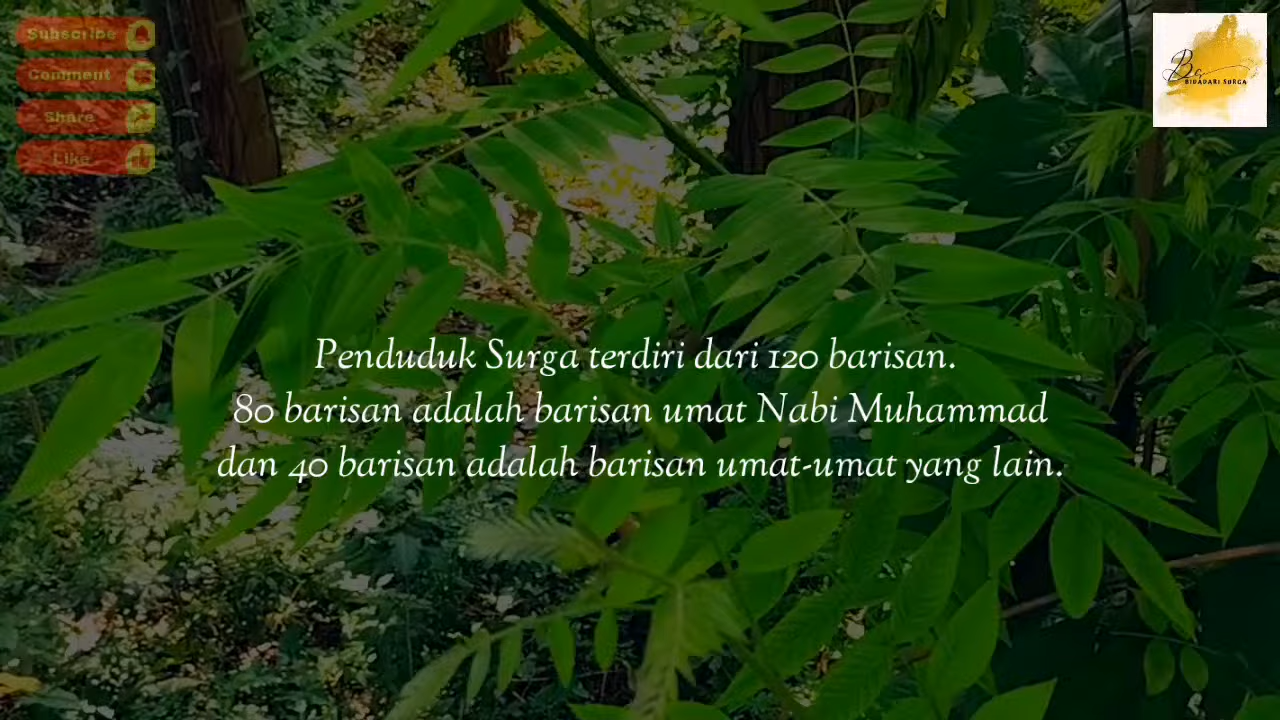 Subscribe
Comment
Share
Like
BIDADARI SURGA
Penduduk Surga terdiri dari 120 barisan.
80 barisan adalah barisan umat Nabi Muhammad
dan 40 barisan adalah barisan umat-umat yang lain.